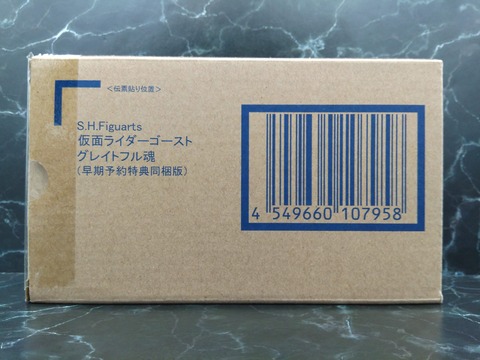 <伝票貼り位置>
S.H.Figuarts
仮面ライダーゴースト
グレイトフル魂
(早期予約特典同梱版)
4 549660 107958